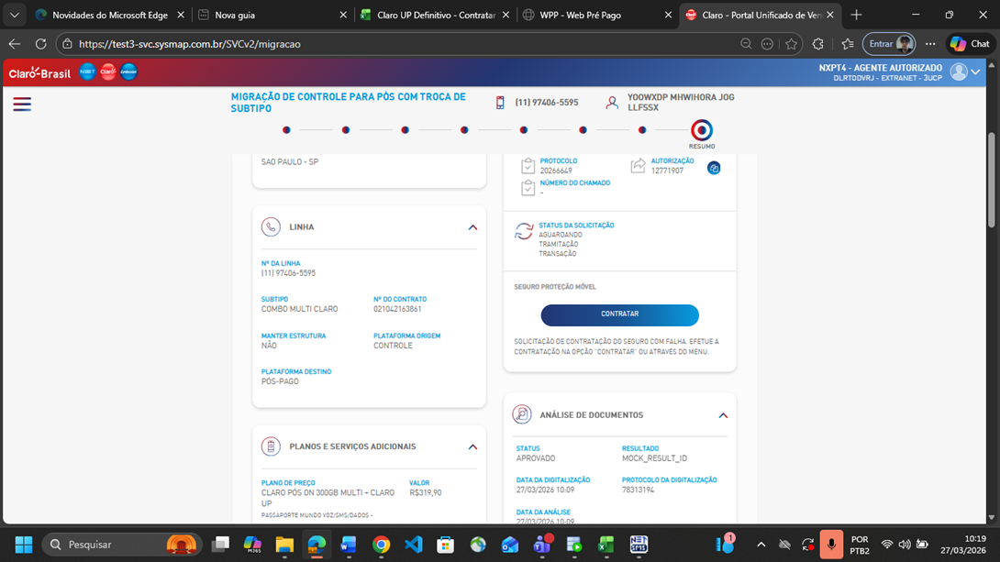 Novidades do Microsoft Edge
Nova guia
Claro UP Definitivo - Contratar
WPP - Web Pré Pago
Claro - Portal Unificado de Ven
https://test3-svc.sysmap.com.br/SVCv2/migracao
Entrar
Chat
Claro Brasil
NET
Claro
NXPT4 - AGENTE AUTORIZADO
DLRTODVRJ - EXTRANET - 3UCP
MIGRAÇÃO DE CONTROLE PARA PÓS COM TROCA DE
SUBTIPO
(11) 97406-5595
YOOWXDP MHWIHORA JOG
LLFSSX
RESUMO
SAO PAULO - SP
LINHA
Nº DA LINHA
(11) 97406-5595
SUBTIPO
COMBO MULTI CLARO
Nº DO CONTRATO
021042163861
MANTER ESTRUTURA
NÃO
PLATAFORMA ORIGEM
CONTROLE
PLATAFORMA DESTINO
PÓS-PAGO
PLANOS E SERVIÇOS ADICIONAIS
PLANO DE PREÇO
CLARO PÓS ON 300GB MULTI + CLARO
UP
VALOR
R$319,90
PASSAPORTE MUNDO VOZ/SMS/DADOS -
PROTOCOLO
20266649
AUTORIZAÇÃO
12771907
NÚMERO DO CHAMADO
-
STATUS DA SOLICITAÇÃO
AGUARDANDO
TRAMITAÇÃO
TRANSAÇÃO
SEGURO PROTEÇÃO MÓVEL
CONTRATAR
SOLICITAÇÃO DE CONTRATAÇÃO DO SEGURO COM FALHA. EFETUE A
CONTRATAÇÃO NA OPÇÃO "CONTRATAR" OU ATRAVÉS DO MENU.
ANÁLISE DE DOCUMENTOS
STATUS
APROVADO
RESULTADO
MOCK_RESULT_ID
DATA DA DIGITALIZAÇÃO
27/03/2026 10:09
PROTOCOLO DA DIGITALIZAÇÃO
78313194
DATA DA ANÁLISE
27/03/2026 10:09
Pesquisar
M365
NET
SMS
1
POR
PTB2
10:19
27/03/2026